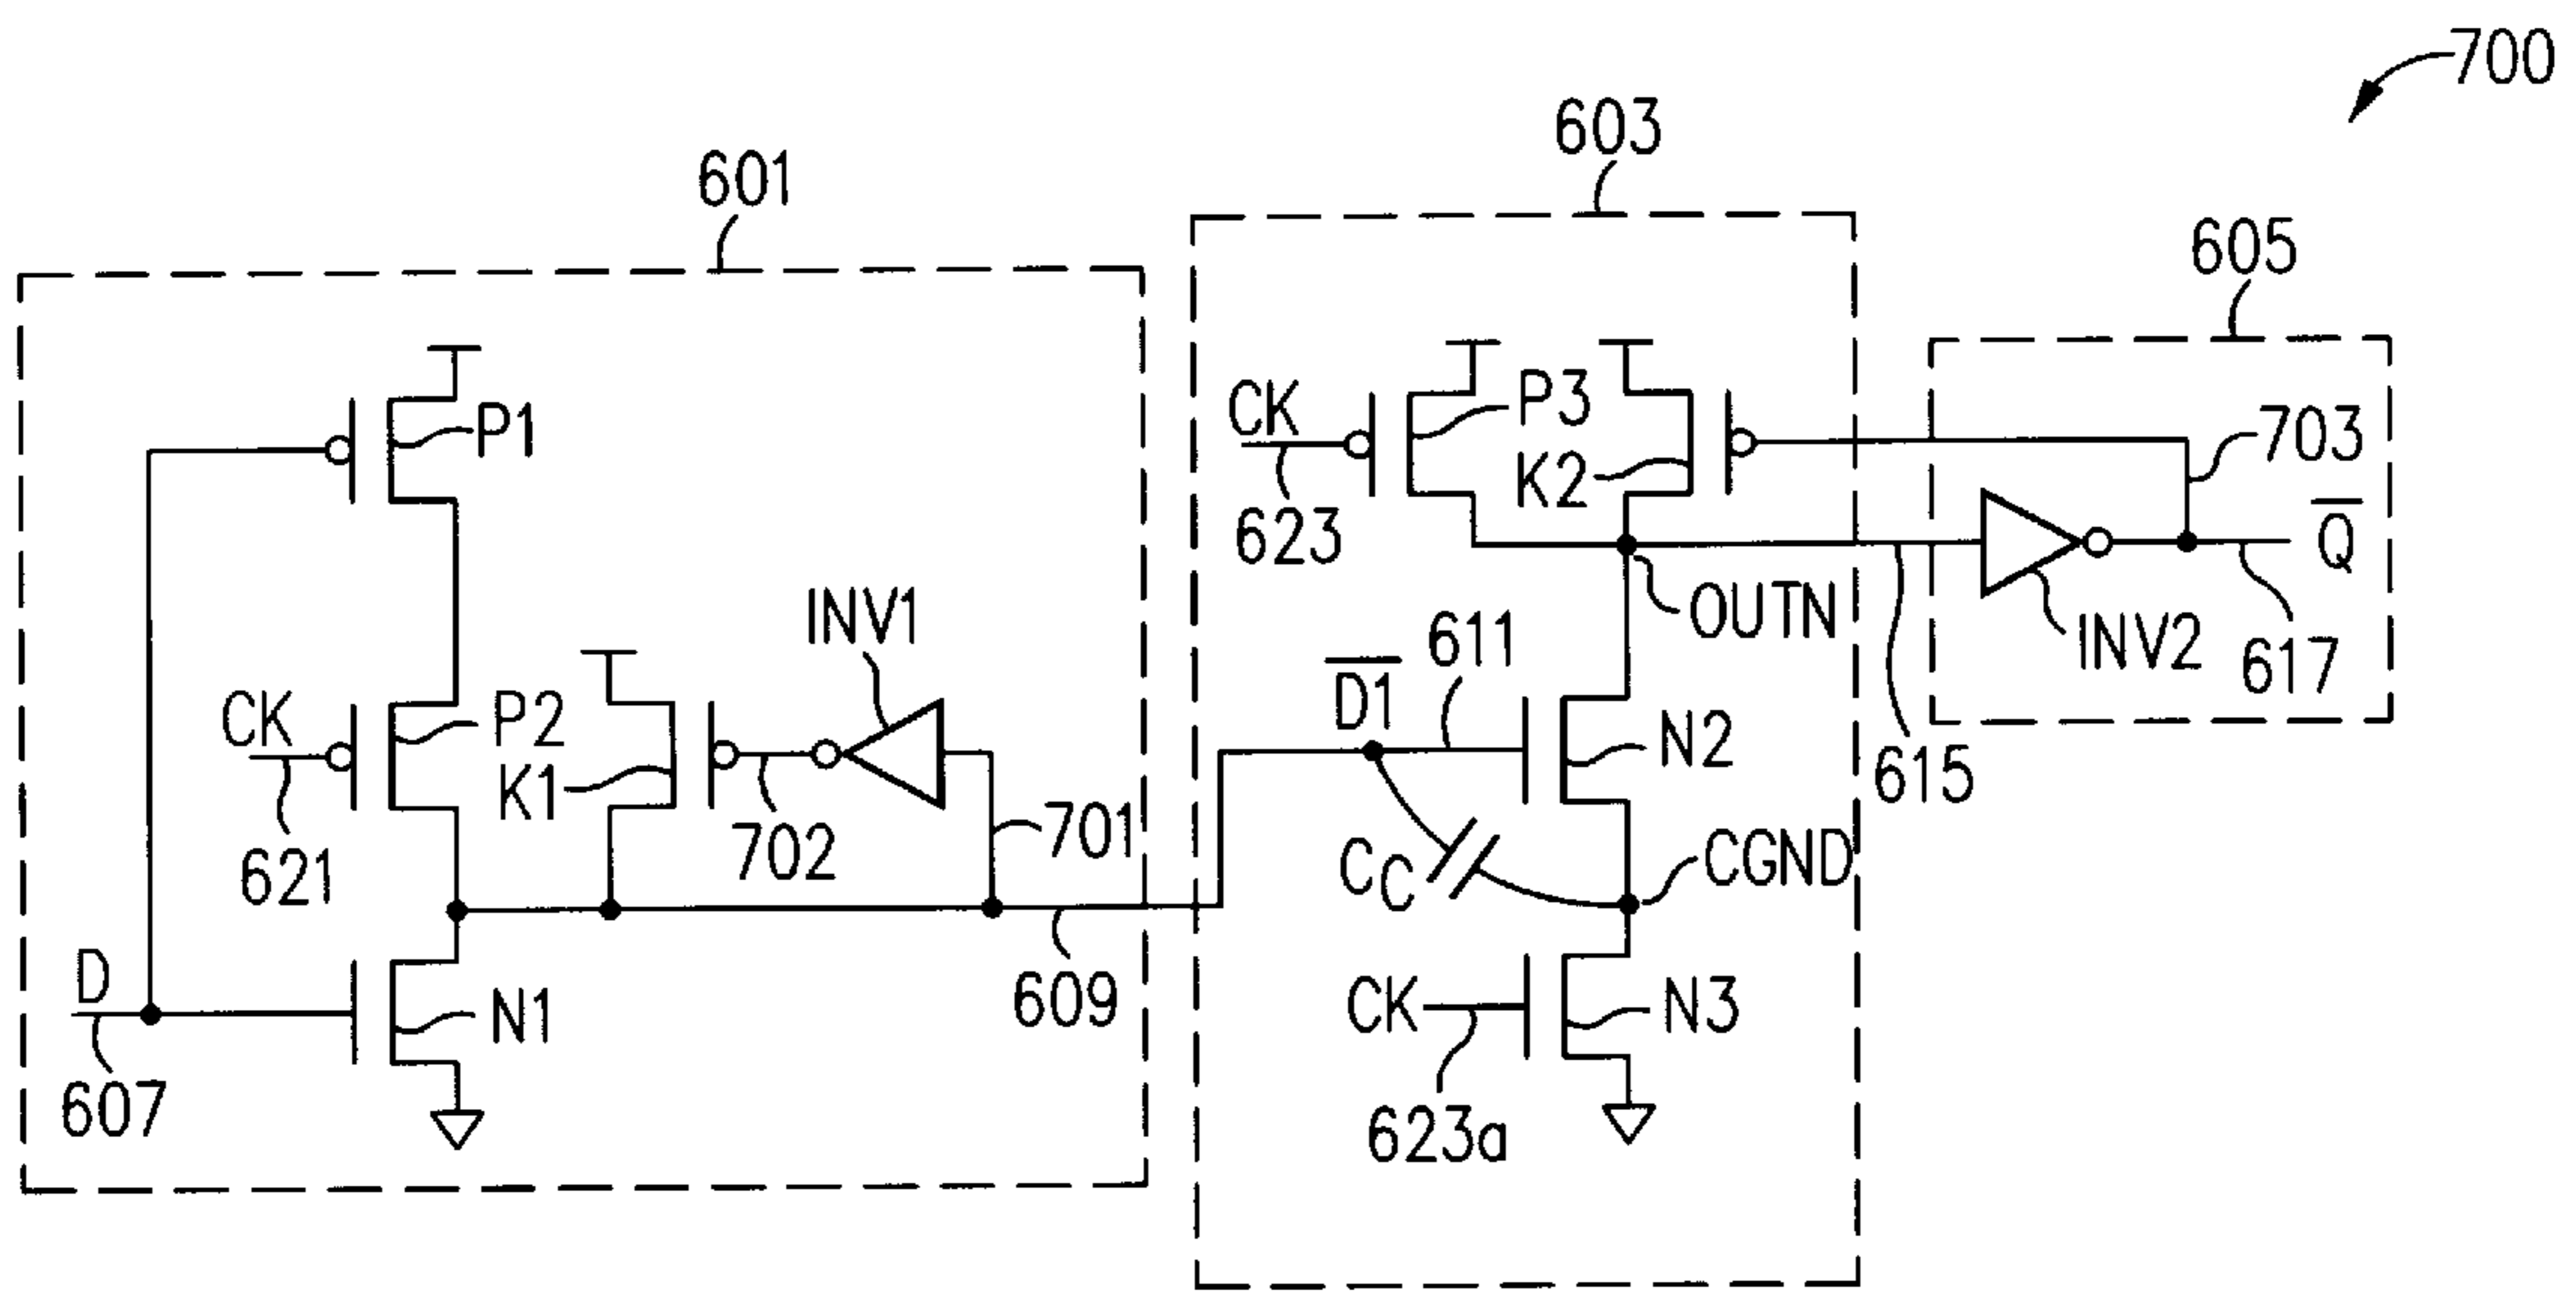 700
603
601
605
CK
P3
P1
703
K2
623
Q̅
OUTN
INV1
611
INV2
617
D̅1̅
CK
P2
N2
K1
615
702
701
CC
CGND
621
D
609
CK
N3
N1
607
623a